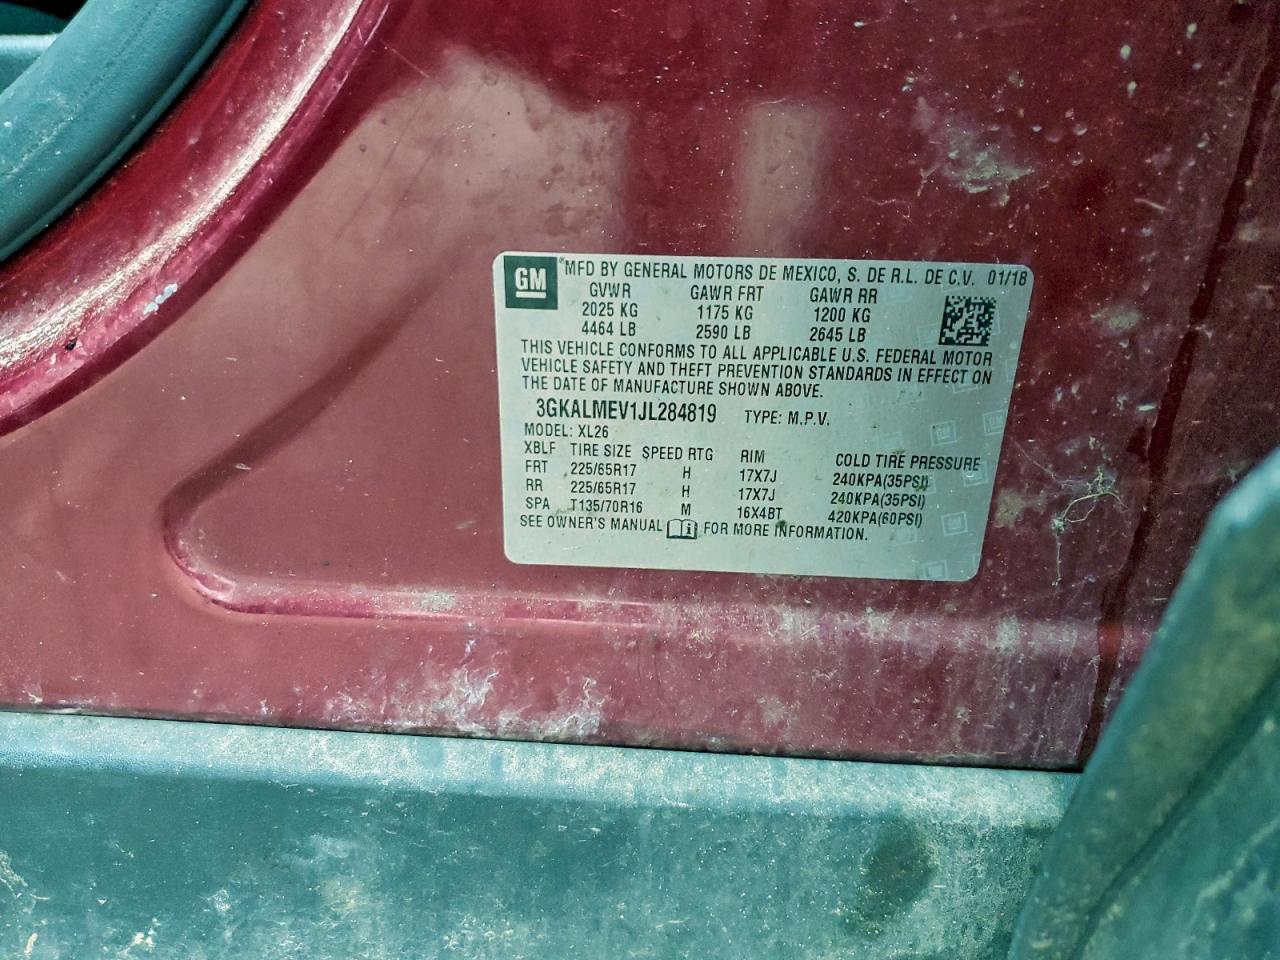 GM ® MFD BY GENERAL MOTORS DE MEXICO, S. DE R.L. DE C.V. 01/18
GVWR GAWR FRT GAWR RR
2025 KG 1175 KG 1200 KG
4464 LB 2590 LB 2645 LB
THIS VEHICLE CONFORMS TO ALL APPLICABLE U.S. FEDERAL MOTOR
VEHICLE SAFETY AND THEFT PREVENTION STANDARDS IN EFFECT ON
THE DATE OF MANUFACTURE SHOWN ABOVE.
3GKALMEV1JL284819 TYPE: M.P.V.
MODEL: XL26
XBLF TIRE SIZE SPEED RTG RIM COLD TIRE PRESSURE
FRT 225/65R17 H 17X7J 240KPA(35PSI)
RR 225/65R17 H 17X7J 240KPA(35PSI)
SPA T135/70R16 M 16X4BT 420KPA(60PSI)
SEE OWNER'S MANUAL FOR MORE INFORMATION.